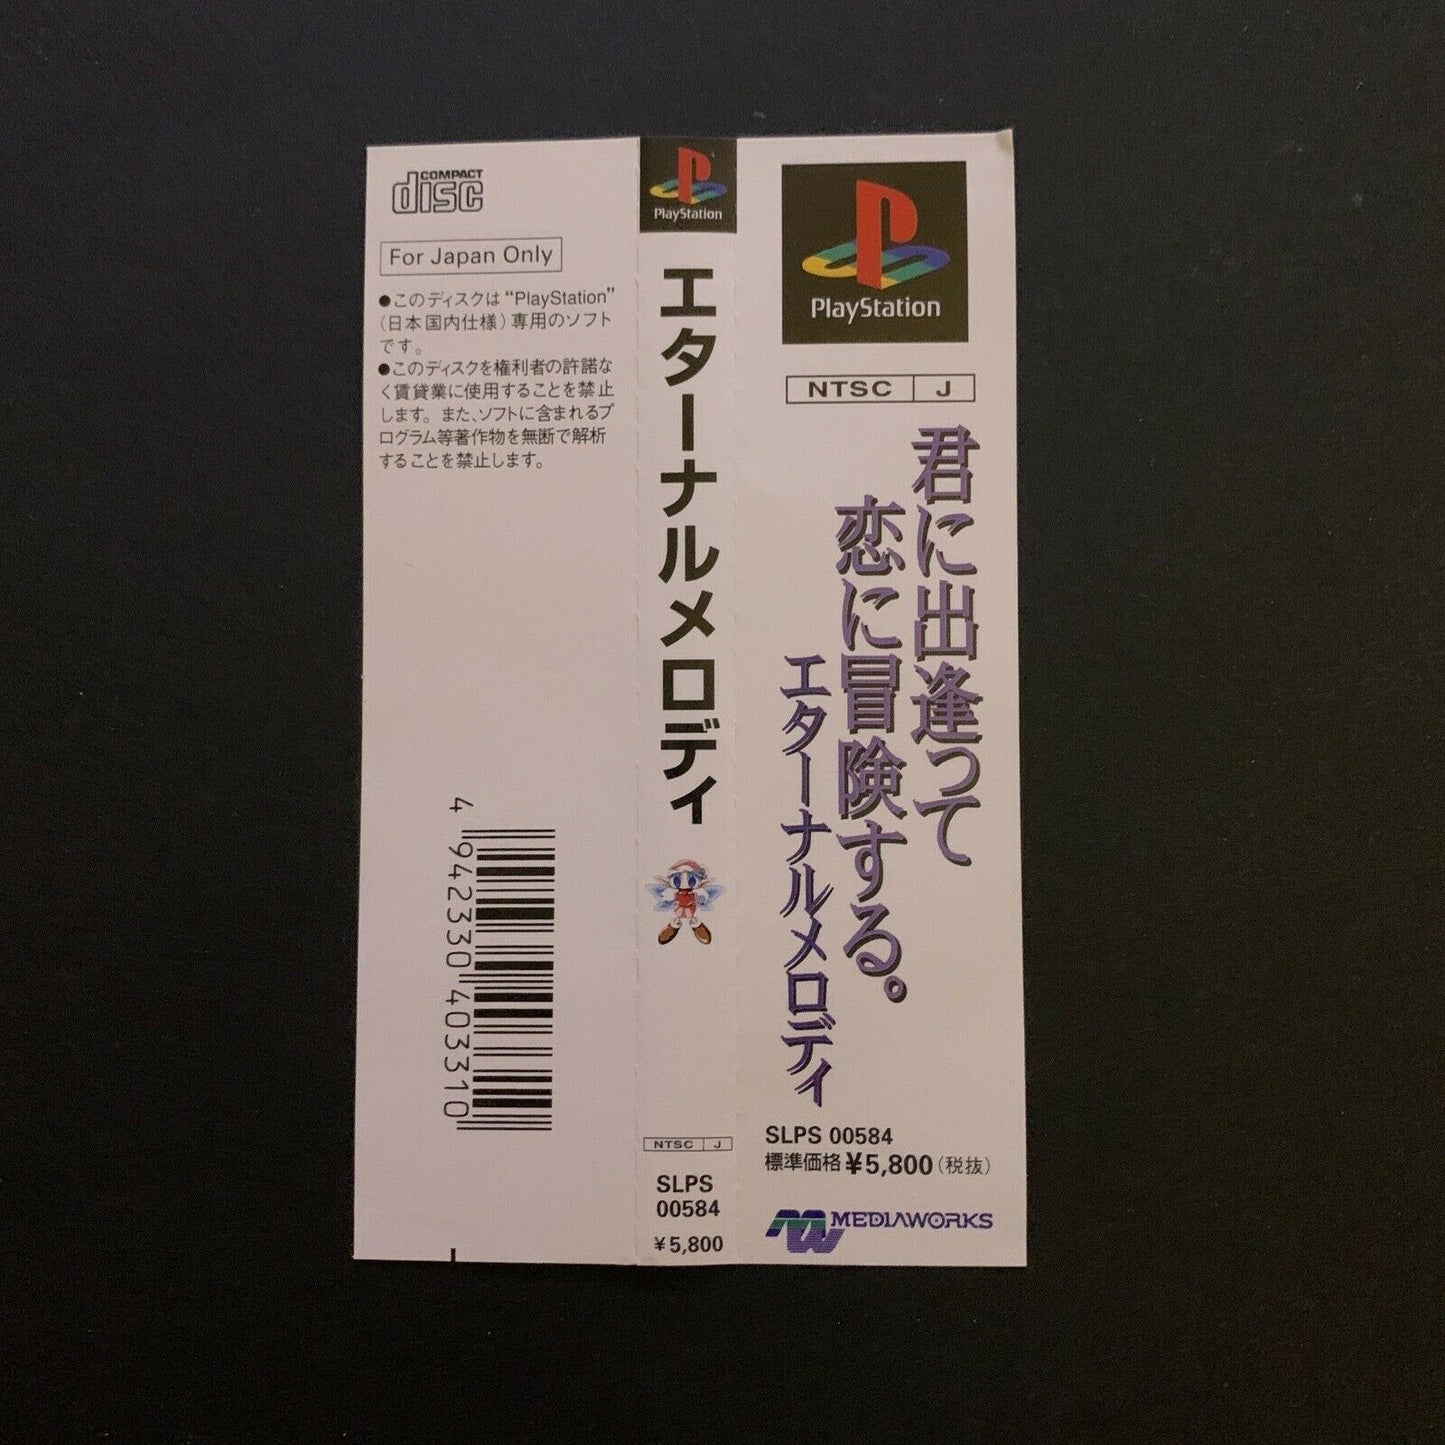 COMPACT
disc
For Japan Only
●このディスクは“PlayStation”
(日本国内仕様)専用のソフト
です。
●このディスクを権利者の許諾な
く賃貸業に使用することを禁止
します。また、ソフトに含まれるプ
ログラム等著作物を無断で解析
することを禁止します。
4 942330 403310
PlayStation
エターナルメロディ
NTSC J
SLPS
00584
¥5,800
PlayStation
NTSC J
君に出逢って
恋に冒険する。
エターナルメロディ
SLPS 00584
標準価格¥5,800(税抜)
MW MEDIAWORKS